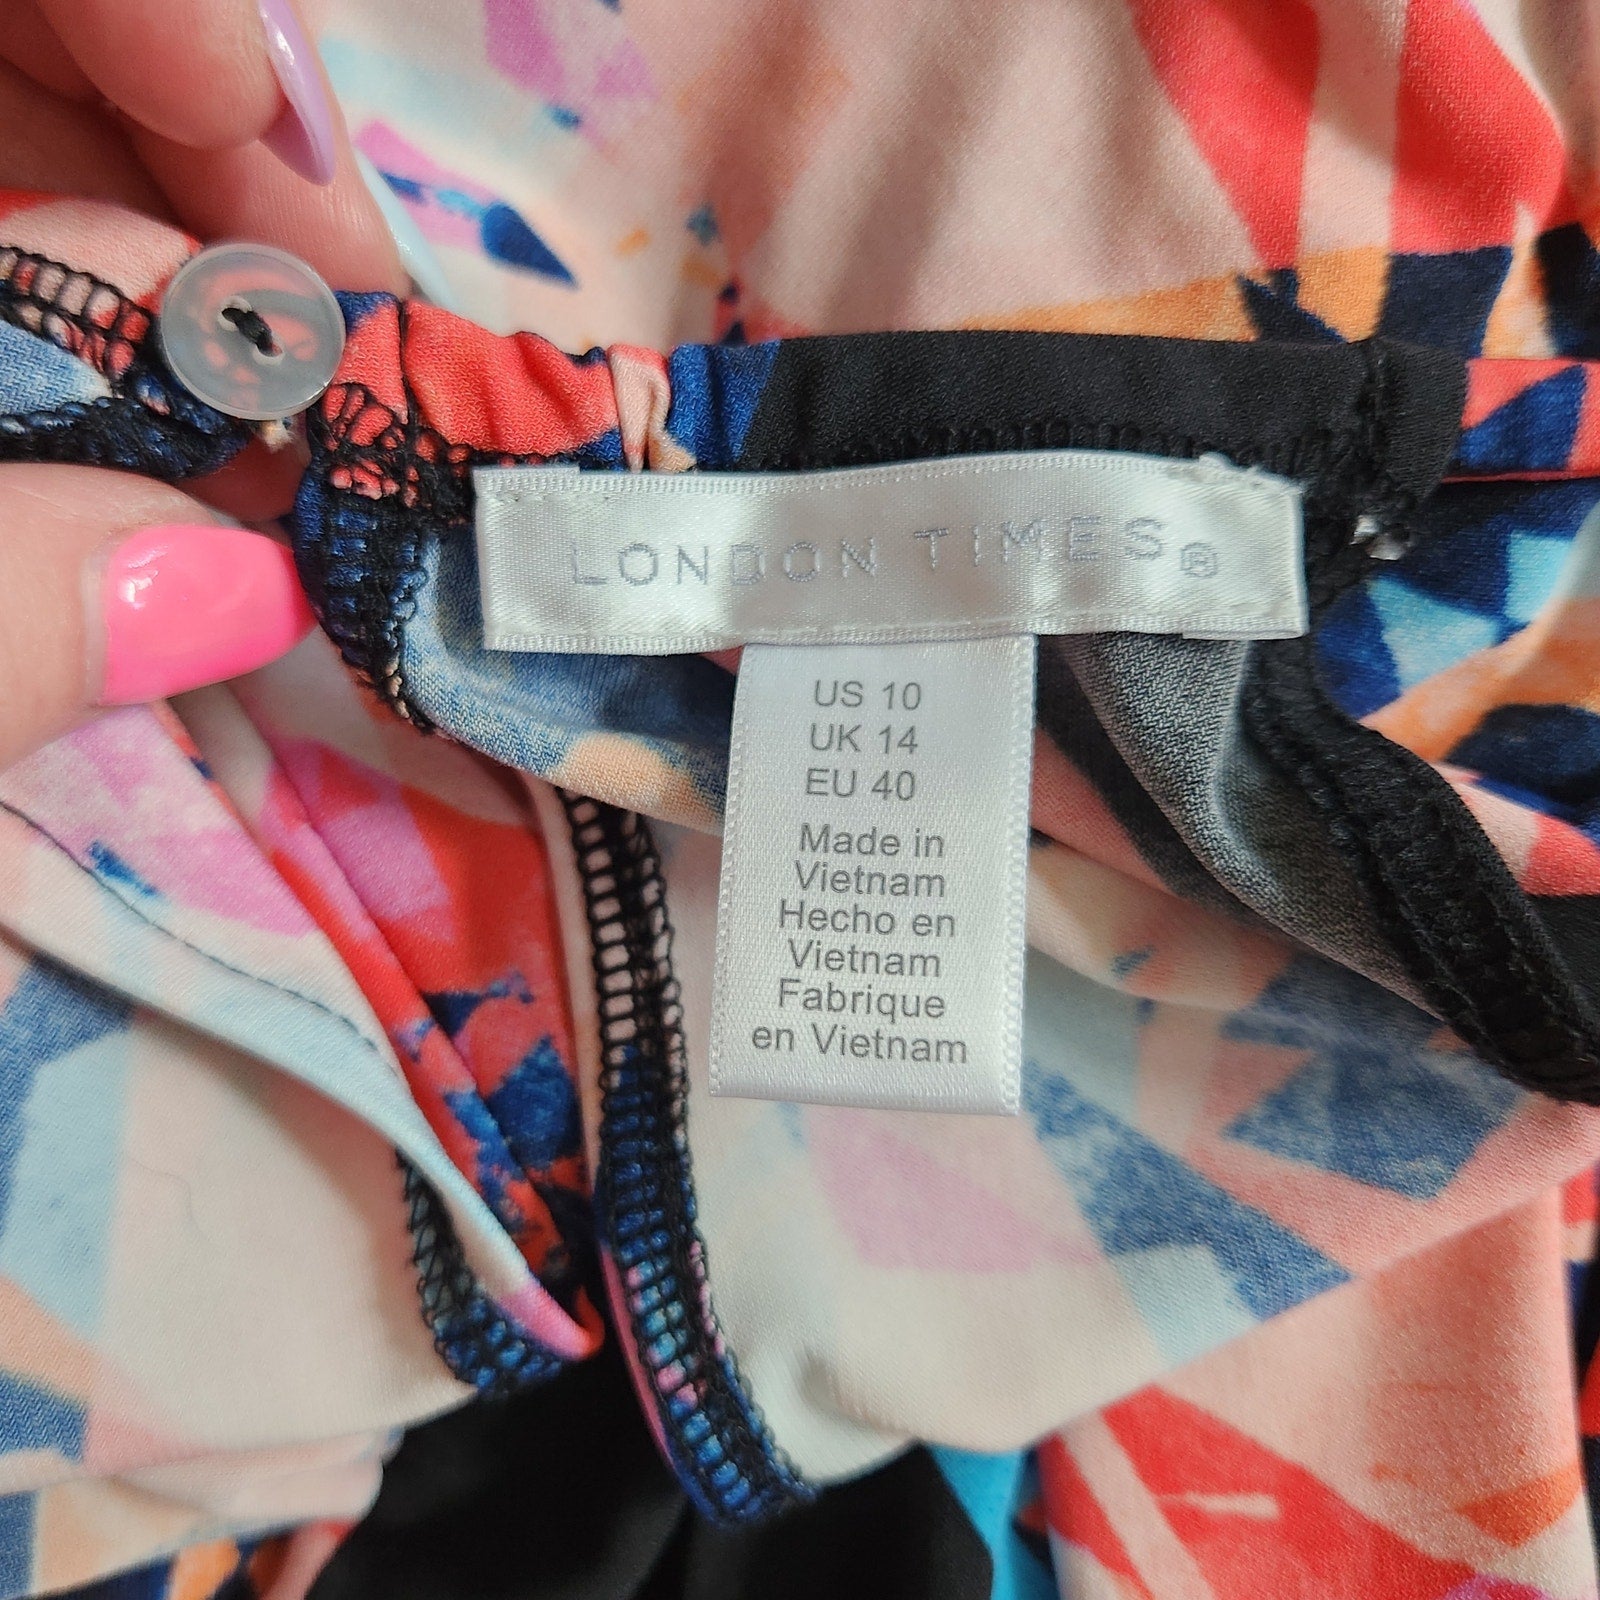 LONDON TIMES®
US 10
UK 14
EU 40
Made in
Vietnam
Hecho en
Vietnam
Fabrique
en Vietnam